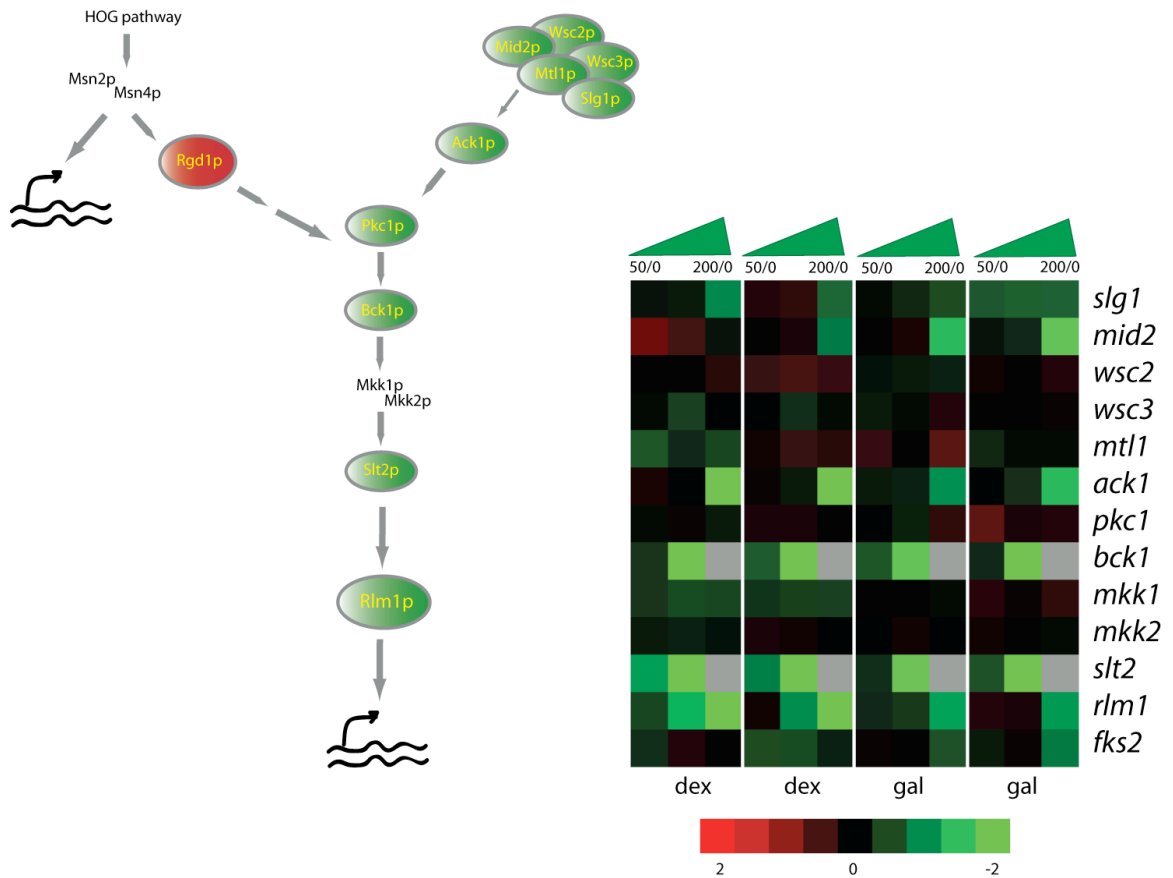 HOG pathway
Msn2p
Msn4p
Rgd1p
Wsc2p
Mid2p
Wsc3p
Mtl1p
Slg1p
Ack1p
Pkc1p
Bck1p
Mkk1p
Mkk2p
Slt2p
Rlm1p
50/0 200/0 50/0 200/0 50/0 200/0 50/0 200/0
slg1
mid2
wsc2
wsc3
mtl1
ack1
pkc1
bck1
mkk1
mkk2
slt2
rlm1
fks2
dex dex gal gal
2 0 -2